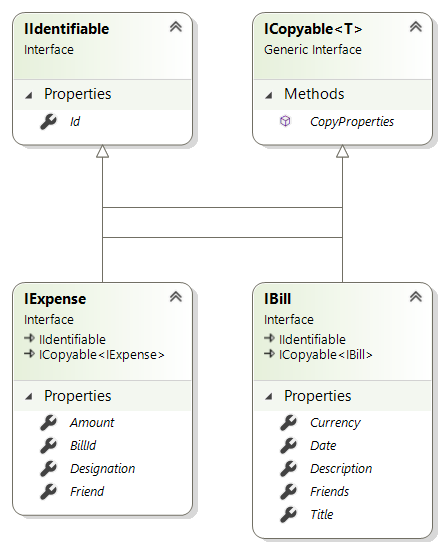 IIdentifiable
Interface
Properties
Id
ICopyable<T>
Generic Interface
Methods
CopyProperties
IExpense
Interface
IIdentifiable
ICopyable<IExpense>
Properties
Amount
BillId
Designation
Friend
IBill
Interface
IIdentifiable
ICopyable<IBill>
Properties
Currency
Date
Description
Friends
Title